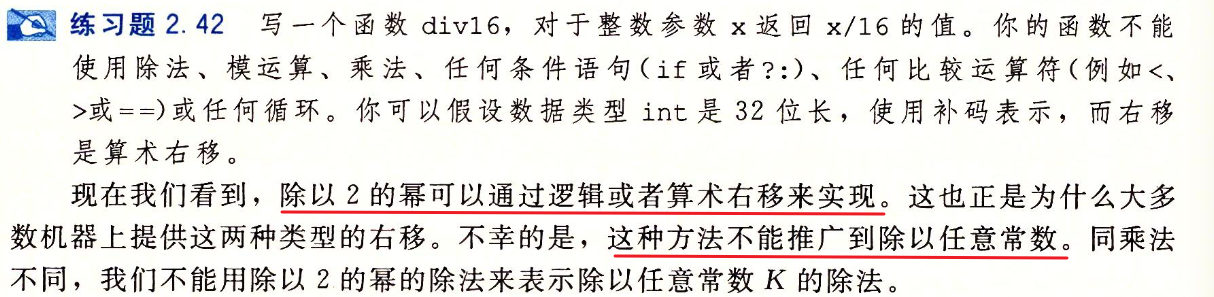 练习题 2.42 写一个函数 div16，对于整数参数 x 返回 x/16 的值。你的函数不能
使用除法、模运算、乘法、任何条件语句(if 或者?:)、任何比较运算符(例如<、
>或==)或任何循环。你可以假设数据类型 int 是 32 位长，使用补码表示，而右移
是算术右移。
现在我们看到，除以 2 的幂可以通过逻辑或者算术右移来实现。这也正是为什么大多
数机器上提供这两种类型的右移。不幸的是，这种方法不能推广到除以任意常数。同乘法
不同，我们不能用除以 2 的幂的除法来表示除以任意常数 K 的除法。